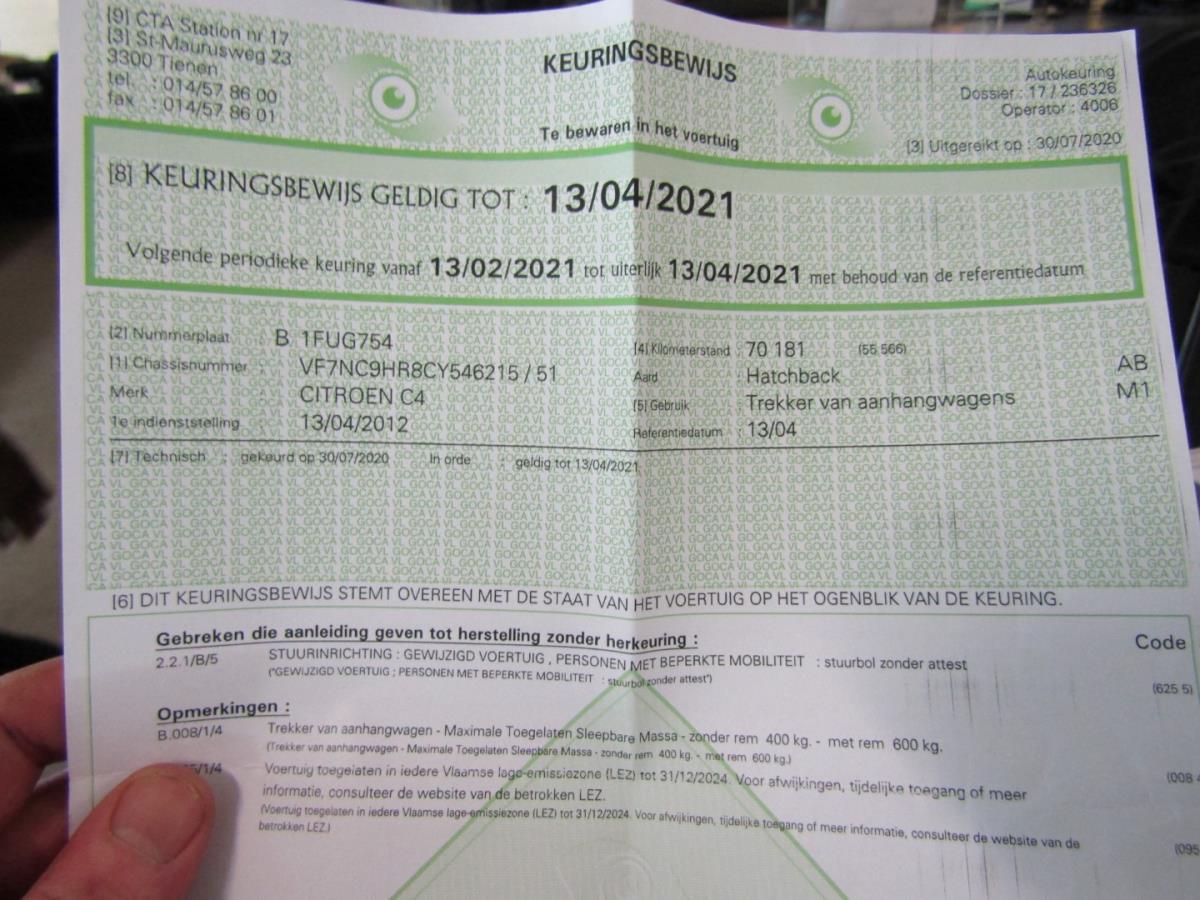 [9] CTA Station nr 17
[3] St-Maurusweg 23
3300 Tienen
tel. : 014/57 86 00
fax : 014/57 86 01
KEURINGSBEWIJS
Te bewaren in het voertuig
Autokeuring
Dossier : 17 / 236326
Operator : 4006
[3] Uitgereikt op : 30/07/2020
[8] KEURINGSBEWIJS GELDIG TOT : 13/04/2021
Volgende periodieke keuring vanaf 13/02/2021 tot uiterlijk 13/04/2021 met behoud van de referentiedatum
[2] Nummerplaat : B 1FUG754
[1] Chassisnummer : VF7NC9HR8CY546215 / 51
Merk : CITROEN C4
1e indienststelling : 13/04/2012
[4] Kilometerstand : 70 181 (55 566)
Aard : Hatchback AB
[5] Gebruik : Trekker van aanhangwagens M1
Referentiedatum : 13/04
[7] Technisch : gekeurd op 30/07/2020 In orde : geldig tot 13/04/2021
[6] DIT KEURINGSBEWIJS STEMT OVEREEN MET DE STAAT VAN HET VOERTUIG OP HET OGENBLIK VAN DE KEURING.
Gebreken die aanleiding geven tot herstelling zonder herkeuring : Code
2.2.1/B/5 STUURINRICHTING : GEWIJZIGD VOERTUIG , PERSONEN MET BEPERKTE MOBILITEIT : stuurbol zonder attest
("GEWIJZIGD VOERTUIG ; PERSONEN MET BEPERKTE MOBILITEIT : stuurbol zonder attest")
(625 5)
Opmerkingen :
B.008/1/4 Trekker van aanhangwagen - Maximale Toegelaten Sleepbare Massa - zonder rem 400 kg. - met rem 600 kg.
(Trekker van aanhangwagen - Maximale Toegelaten Sleepbare Massa - zonder rem 400 kg. - met rem 600 kg.)
(008 4
5/1/4 Voertuig toegelaten in iedere Vlaamse lage-emissiezone (LEZ) tot 31/12/2024. Voor afwijkingen, tijdelijke toegang of meer
informatie, consulteer de website van de betrokken LEZ.
(Voertuig toegelaten in iedere Vlaamse lage-emissiezone (LEZ) tot 31/12/2024. Voor afwijkingen, tijdelijke toegang of meer informatie, consulteer de website van de
betrokken LEZ.)
(095